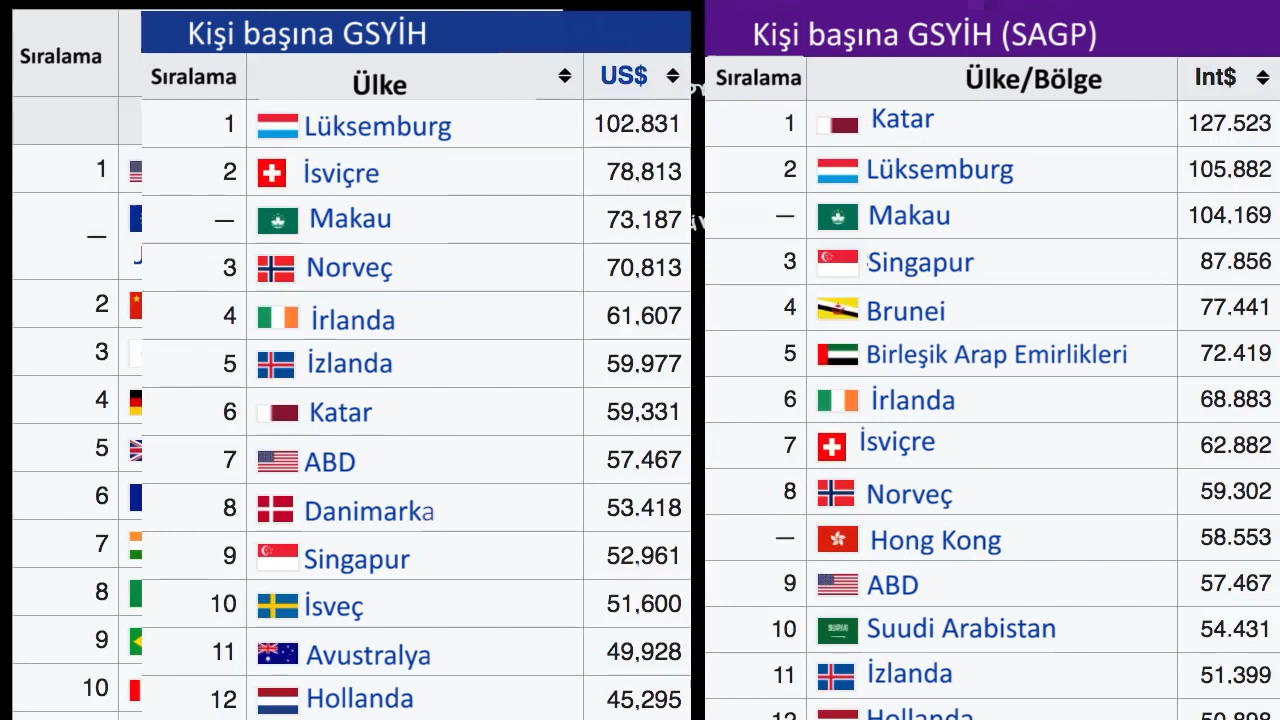 Sıralama
1
—
2
3
4
5
6
7
8
9
10
Kişi başına GSYİH
Sıralama Ülke US$
1 Lüksemburg 102,831
2 İsviçre 78,813
— Makau 73,187
3 Norveç 70,813
4 İrlanda 61,607
5 İzlanda 59,977
6 Katar 59,331
7 ABD 57,467
8 Danimarka 53.418
9 Singapur 52,961
10 İsveç 51,600
11 Avustralya 49,928
12 Hollanda 45,295
Kişi başına GSYİH (SAGP)
Sıralama Ülke/Bölge Int$
1 Katar 127.523
2 Lüksemburg 105.882
— Makau 104.169
3 Singapur 87.856
4 Brunei 77.441
5 Birleşik Arap Emirlikleri 72.419
6 İrlanda 68.883
7 İsviçre 62.882
8 Norveç 59.302
— Hong Kong 58.553
9 ABD 57.467
10 Suudi Arabistan 54.431
11 İzlanda 51.399
12 Hollanda 50.898